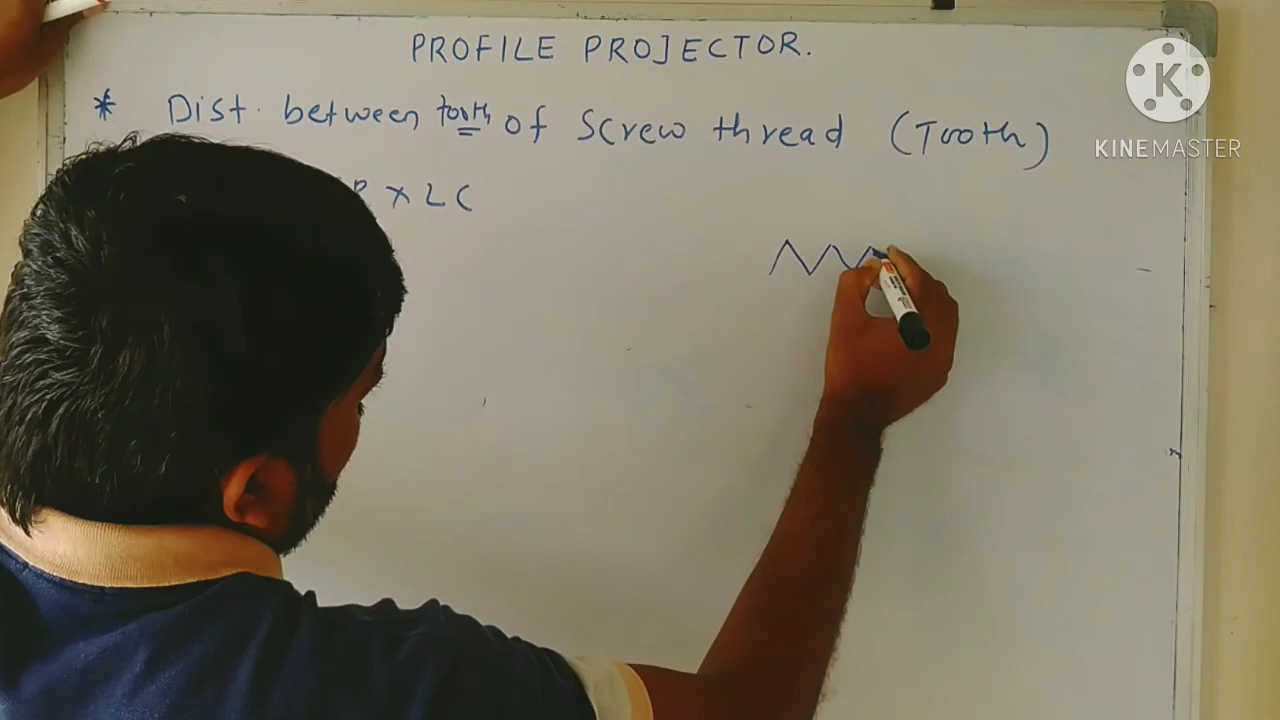 PROFILE PROJECTOR.
* Dist. between tooth of Screw thread (Tooth)
× LC
K
KINEMASTER